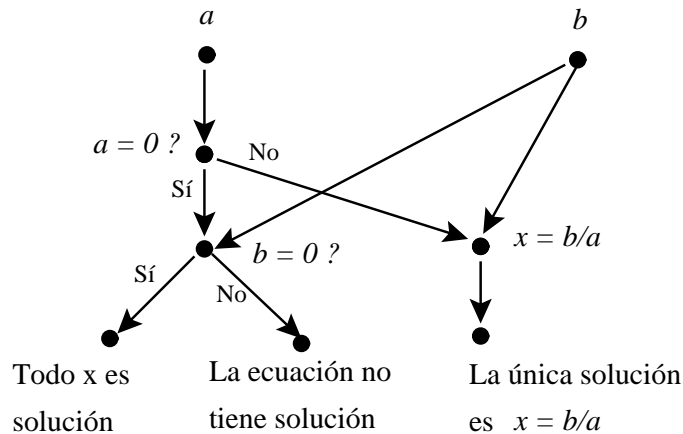 a
b
a = 0 ?
No
Sí
b = 0 ?
x = b/a
Sí
No
Todo x es
solución
La ecuación no
tiene solución
La única solución
es x = b/a